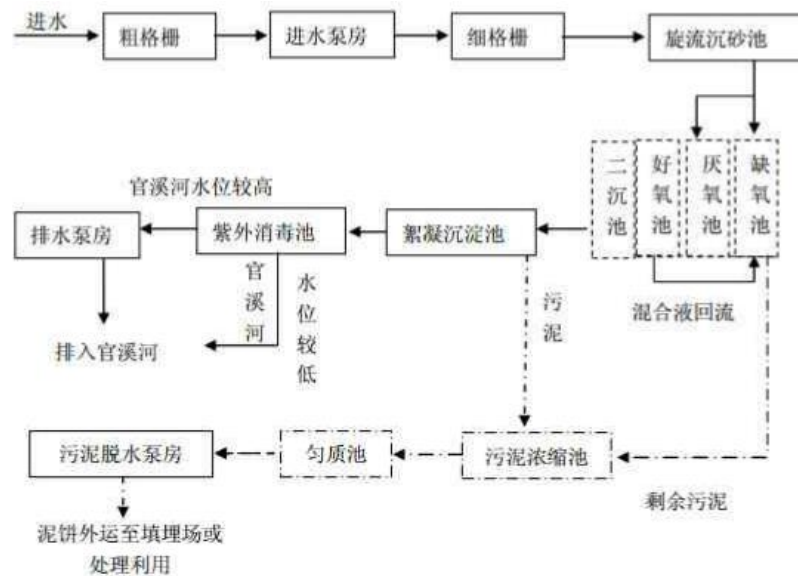 进水
粗格栅
进水泵房
细格栅
旋流沉砂池
二沉池
好氧池
厌氧池
缺氧池
官溪河水位较高
排水泵房
紫外消毒池
絮凝沉淀池
官溪河
水位较低
污泥
混合液回流
排入官溪河
污泥脱水泵房
匀质池
污泥浓缩池
剩余污泥
泥饼外运至填埋场或
处理利用